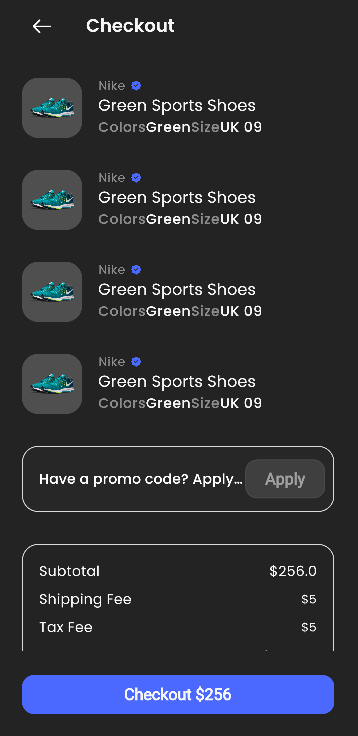 Checkout
Nike
Green Sports Shoes
ColorsGreenSizeUK 09
Nike
Green Sports Shoes
ColorsGreenSizeUK 09
Nike
Green Sports Shoes
ColorsGreenSizeUK 09
Nike
Green Sports Shoes
ColorsGreenSizeUK 09
Have a promo code? Apply... Apply
Subtotal $256.0
Shipping Fee $5
Tax Fee $5
Checkout $256